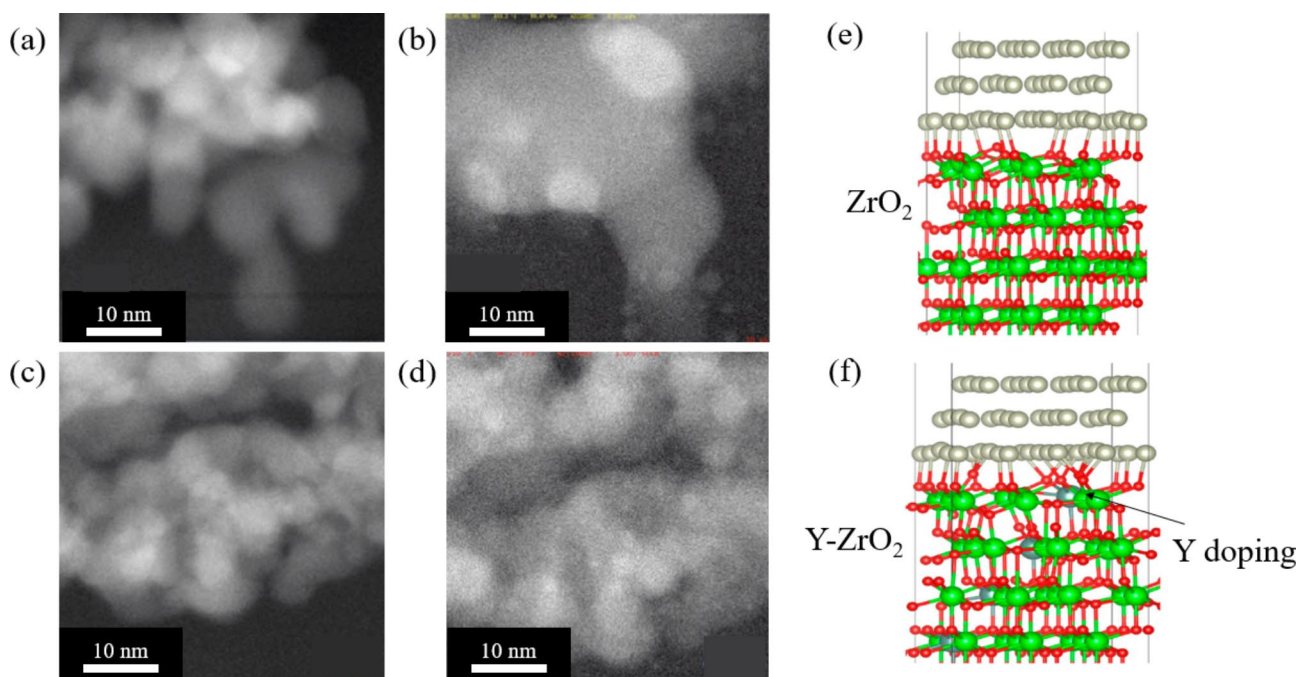 (a)
(b)
(e)
ZrO₂
10 nm
10 nm
(c)
(d)
(f)
Y-ZrO₂
Y doping
10 nm
10 nm